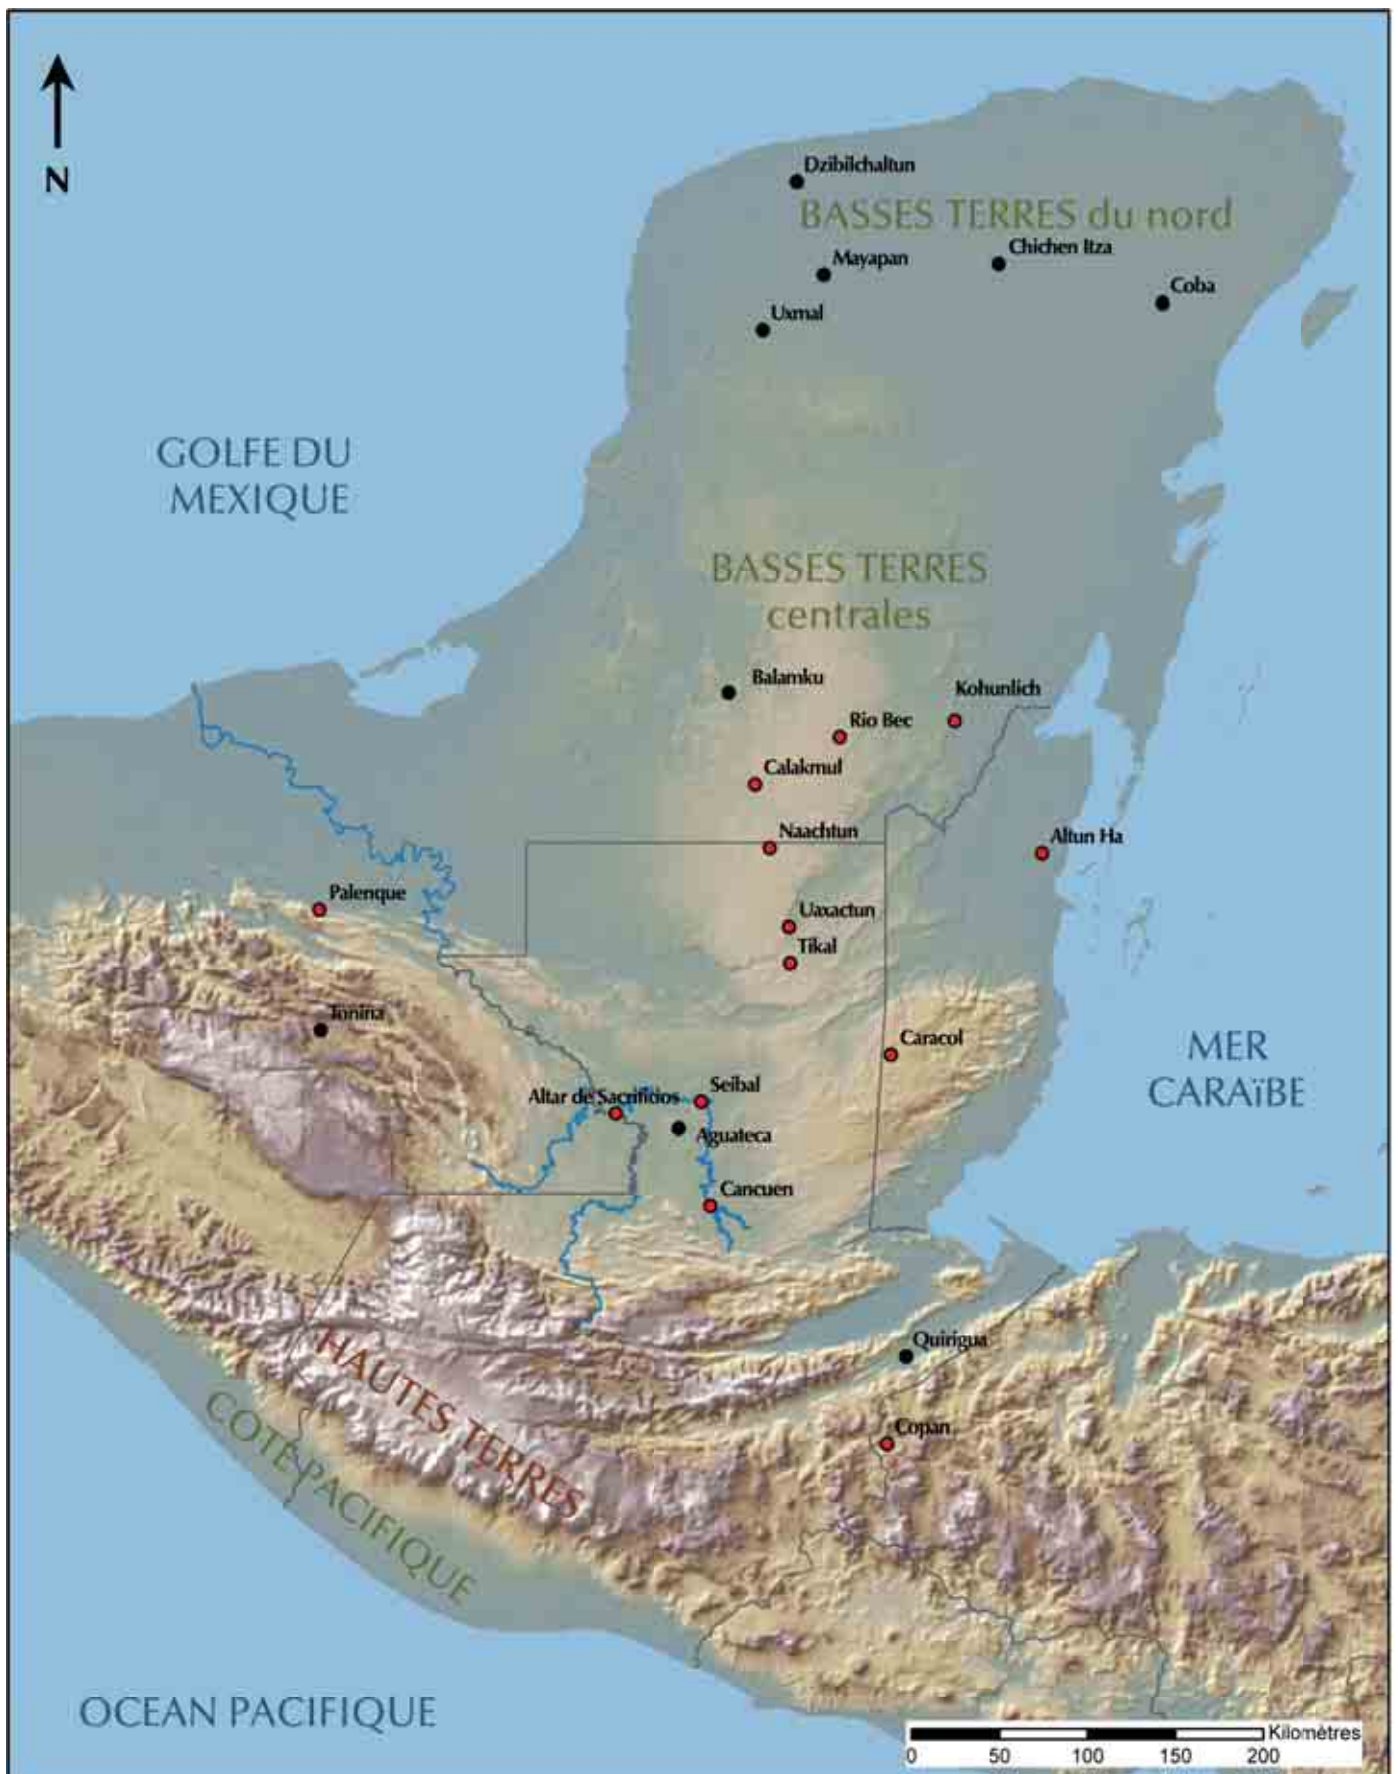 N
Dzibilchaltun
BASSES TERRES du nord
Chichen Itza
Mayapan
Coba
Uxmal
GOLFE DU
MEXIQUE
BASSES TERRES
centrales
Balamku
Kohunlich
Rio Bec
Calakmul
Naachtun
Altun Ha
Palenque
Uaxactun
Tikal
Tonina
Caracol
MER
CARAïBE
Seibal
Altar de Sacrificios
Aguateca
Cancuen
Quirigua
HAUTES TERRES
COTE PACIFIQUE
Copan
OCEAN PACIFIQUE
Kilomètres
0 50 100 150 200